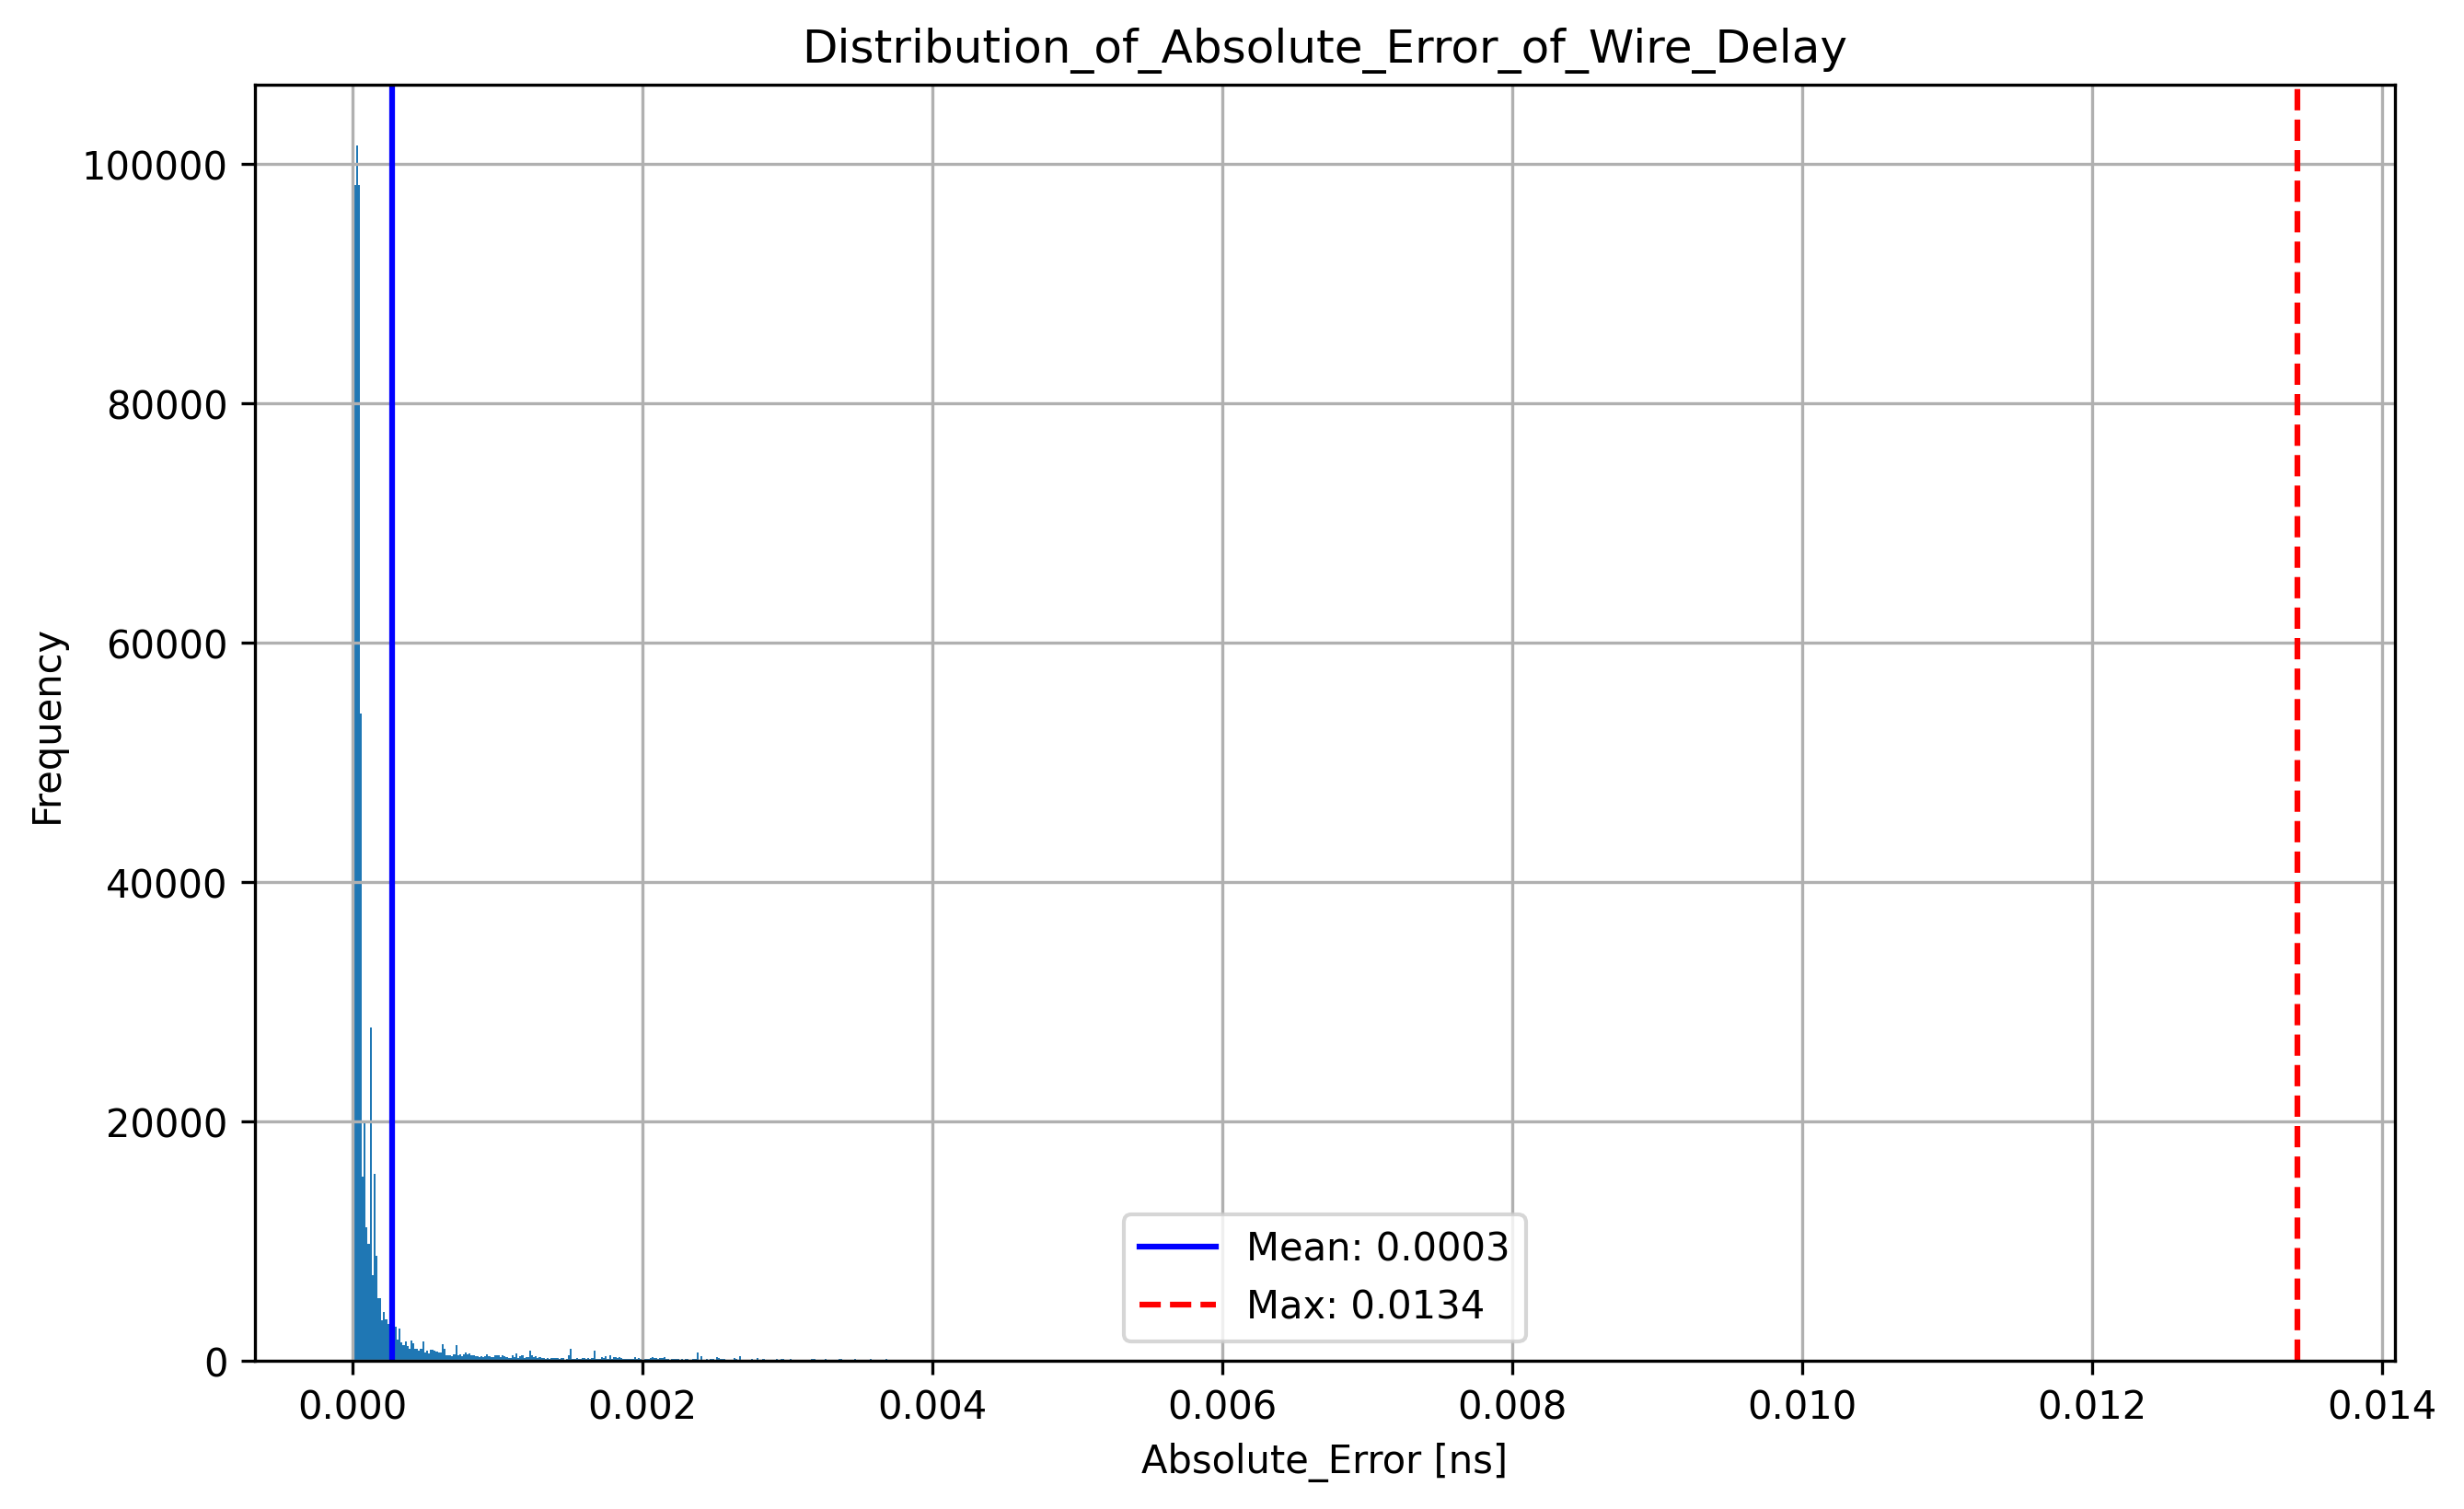 Distribution_of_Absolute_Error_of_Wire_Delay
Frequency
100000
80000
60000
40000
20000
0
Mean: 0.0003
Max: 0.0134
0.000 0.002 0.004 0.006 0.008 0.010 0.012 0.014
Absolute_Error [ns]